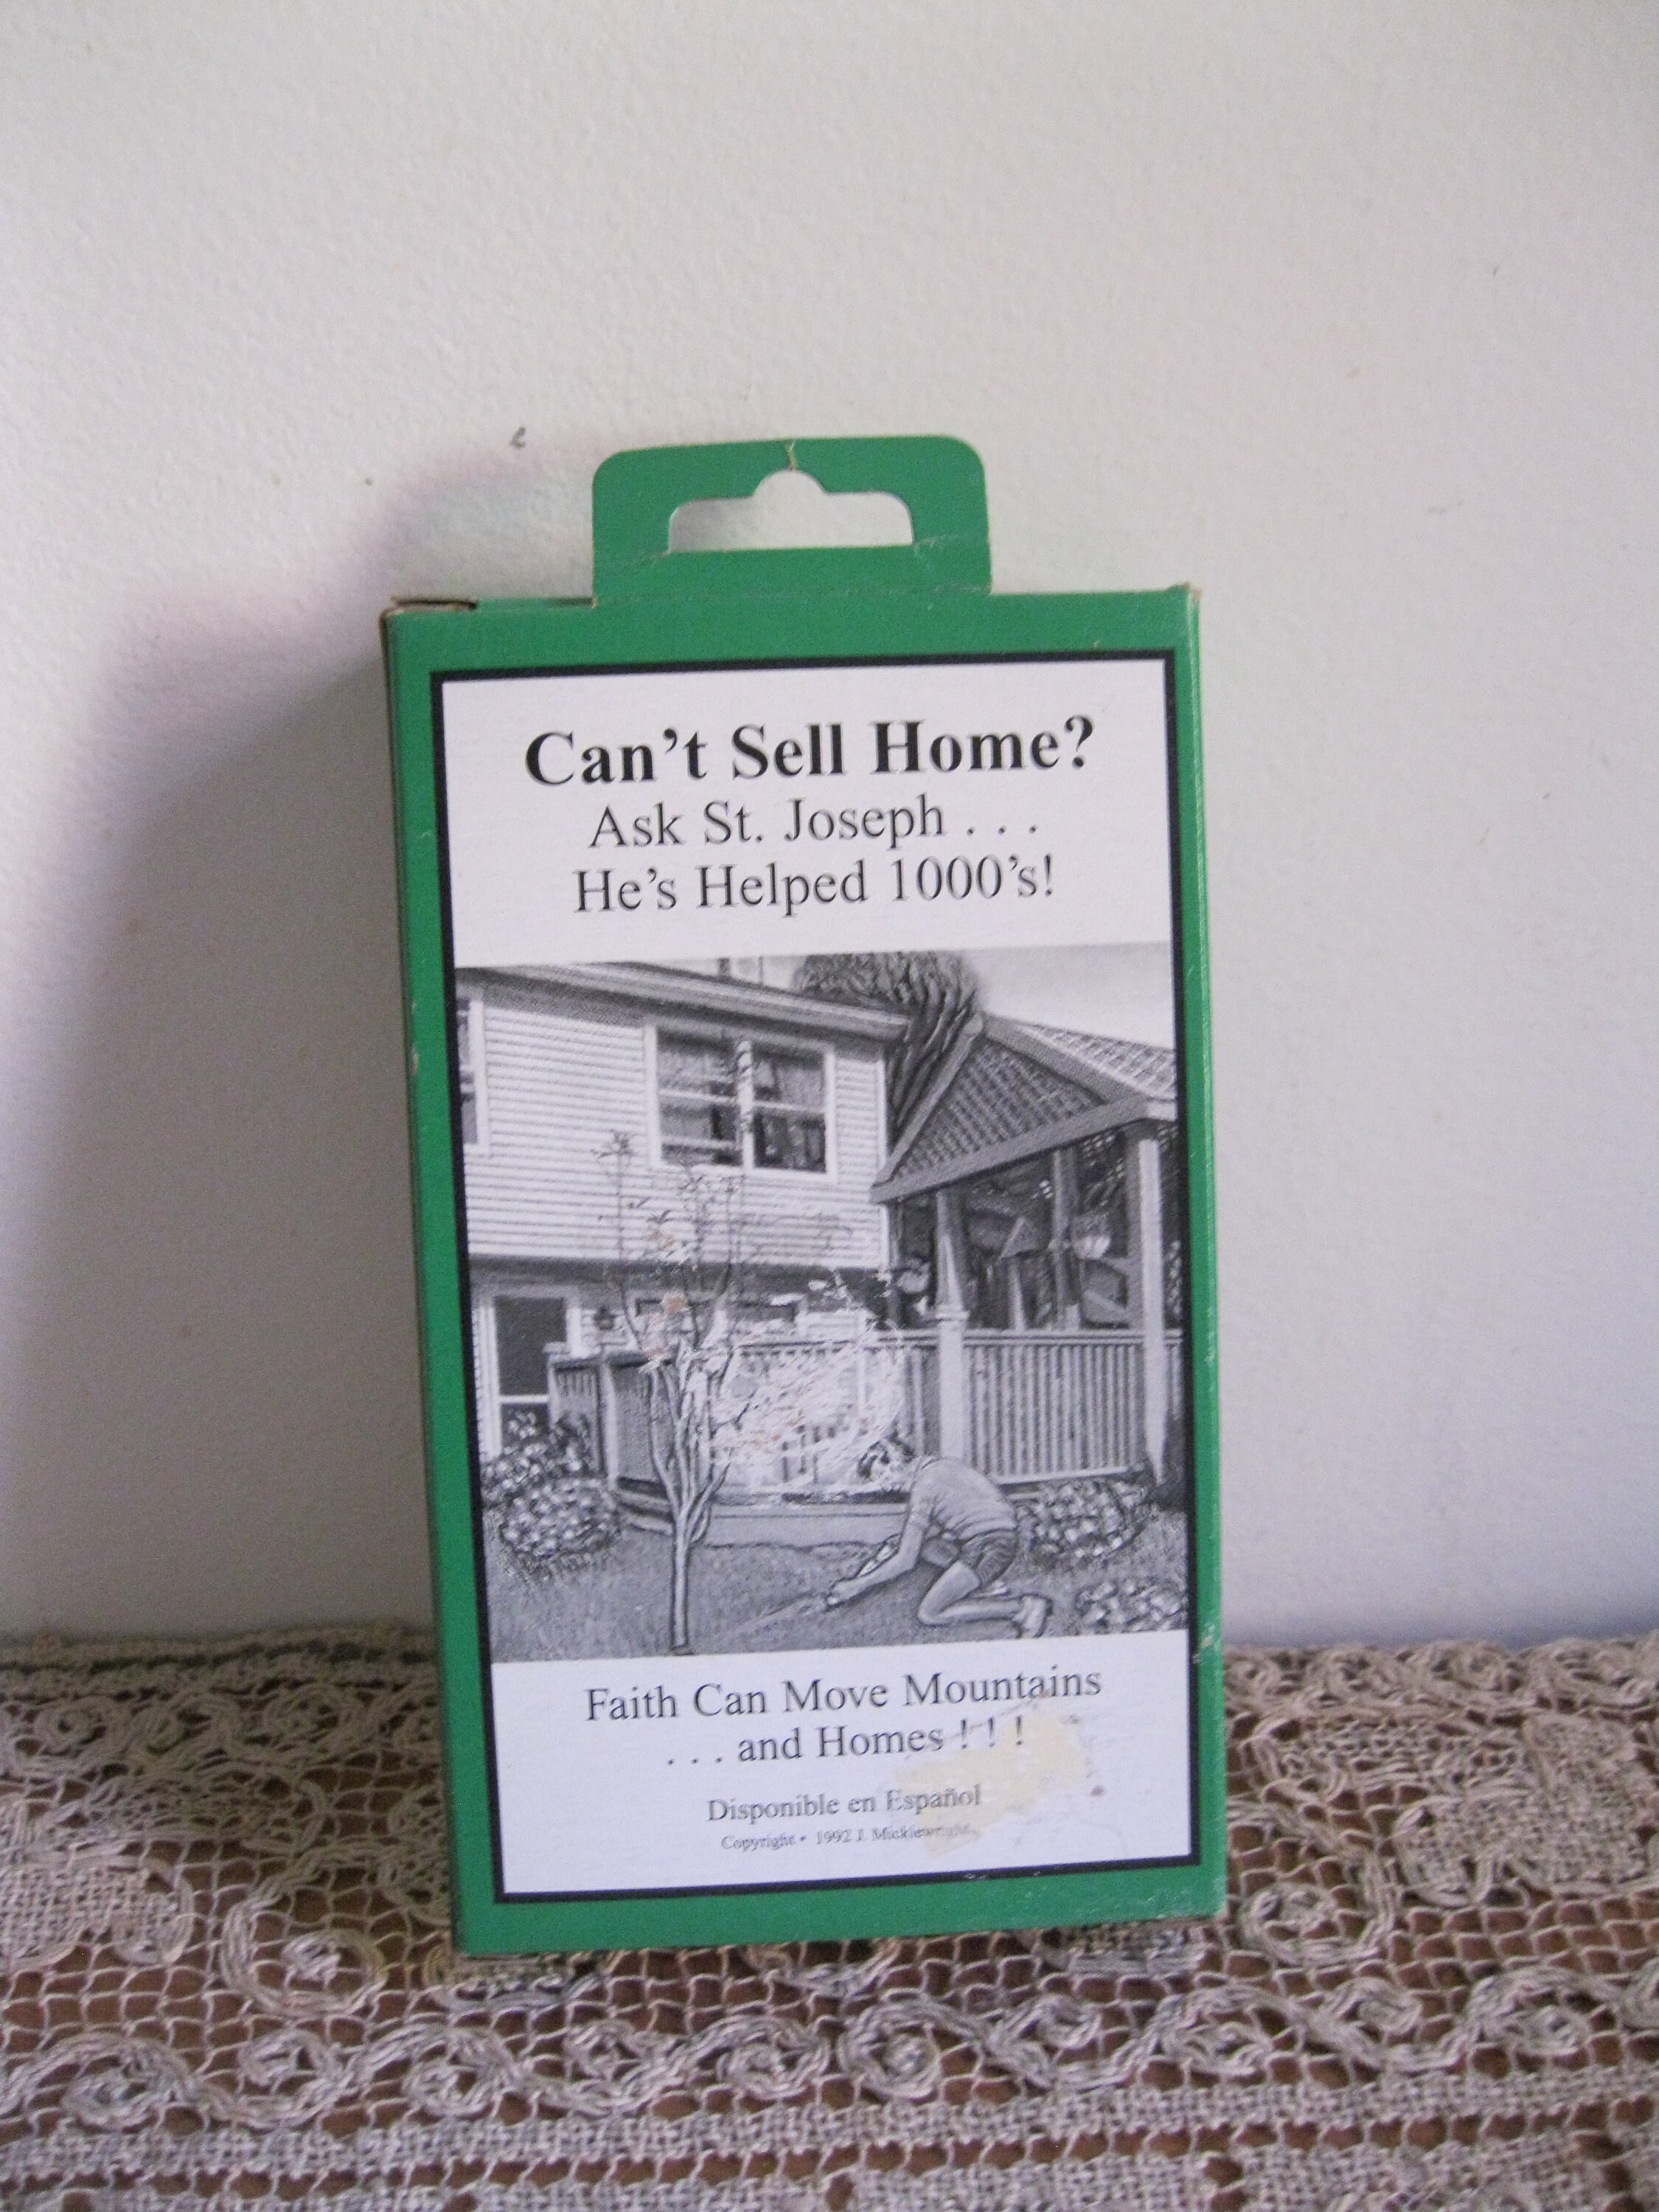 Can't Sell Home?
Ask St. Joseph . . .
He's Helped 1000's!
Faith Can Move Mountains
. . . and Homes ! ! !
Disponible en Español
Copyright • 1992 J. Micklewright